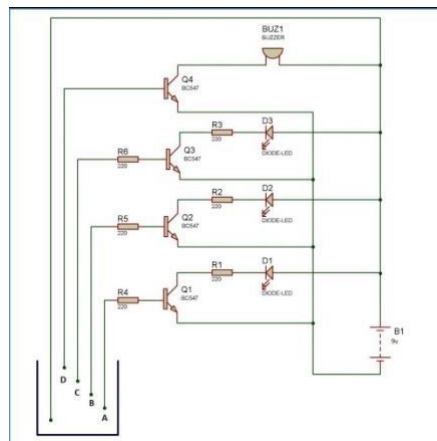 BUZ1
BUZZER
Q4
BC547
R3
220
D3
DIODE-LED
R6
220
Q3
BC547
R2
220
D2
DIODE-LED
R5
220
Q2
BC547
R1
220
D1
DIODE-LED
R4
220
Q1
BC547
B1
9v
D
C
B
A